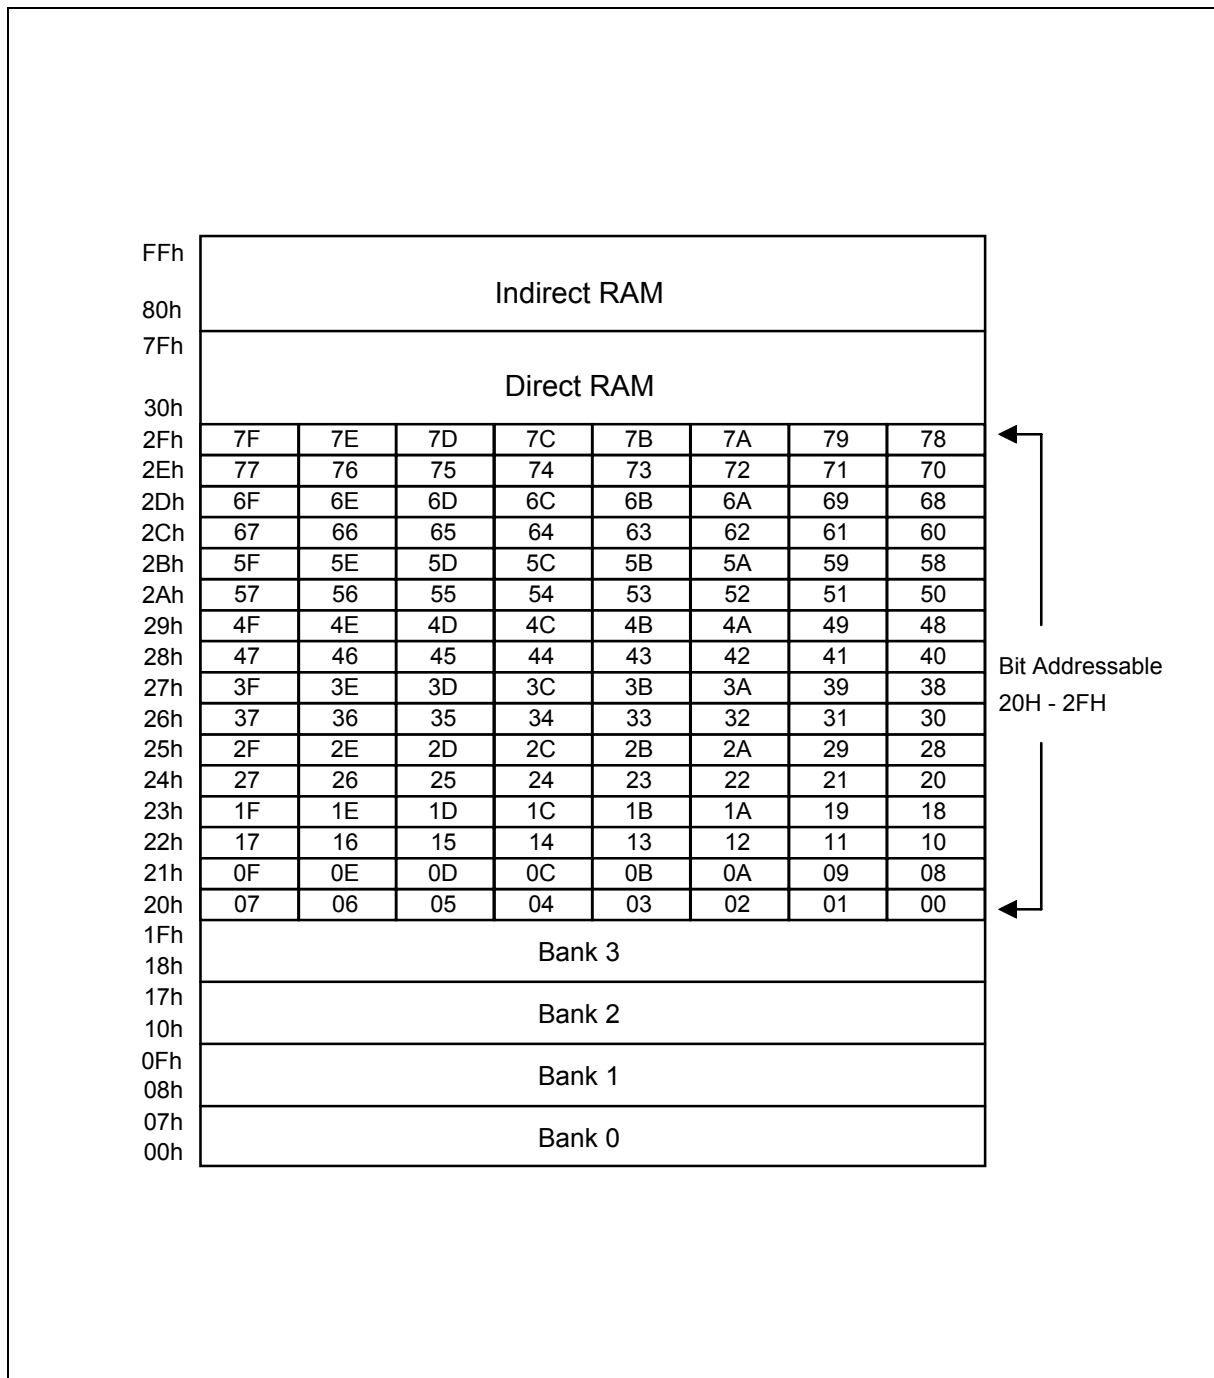 FFh
Indirect RAM
80h
7Fh
Direct RAM
30h
2Fh 7F 7E 7D 7C 7B 7A 79 78
2Eh 77 76 75 74 73 72 71 70
2Dh 6F 6E 6D 6C 6B 6A 69 68
2Ch 67 66 65 64 63 62 61 60
2Bh 5F 5E 5D 5C 5B 5A 59 58
2Ah 57 56 55 54 53 52 51 50
29h 4F 4E 4D 4C 4B 4A 49 48
28h 47 46 45 44 43 42 41 40
Bit Addressable
27h 3F 3E 3D 3C 3B 3A 39 38
20H - 2FH
26h 37 36 35 34 33 32 31 30
25h 2F 2E 2D 2C 2B 2A 29 28
24h 27 26 25 24 23 22 21 20
23h 1F 1E 1D 1C 1B 1A 19 18
22h 17 16 15 14 13 12 11 10
21h 0F 0E 0D 0C 0B 0A 09 08
20h 07 06 05 04 03 02 01 00
1Fh
Bank 3
18h
17h
Bank 2
10h
0Fh
Bank 1
08h
07h
Bank 0
00h